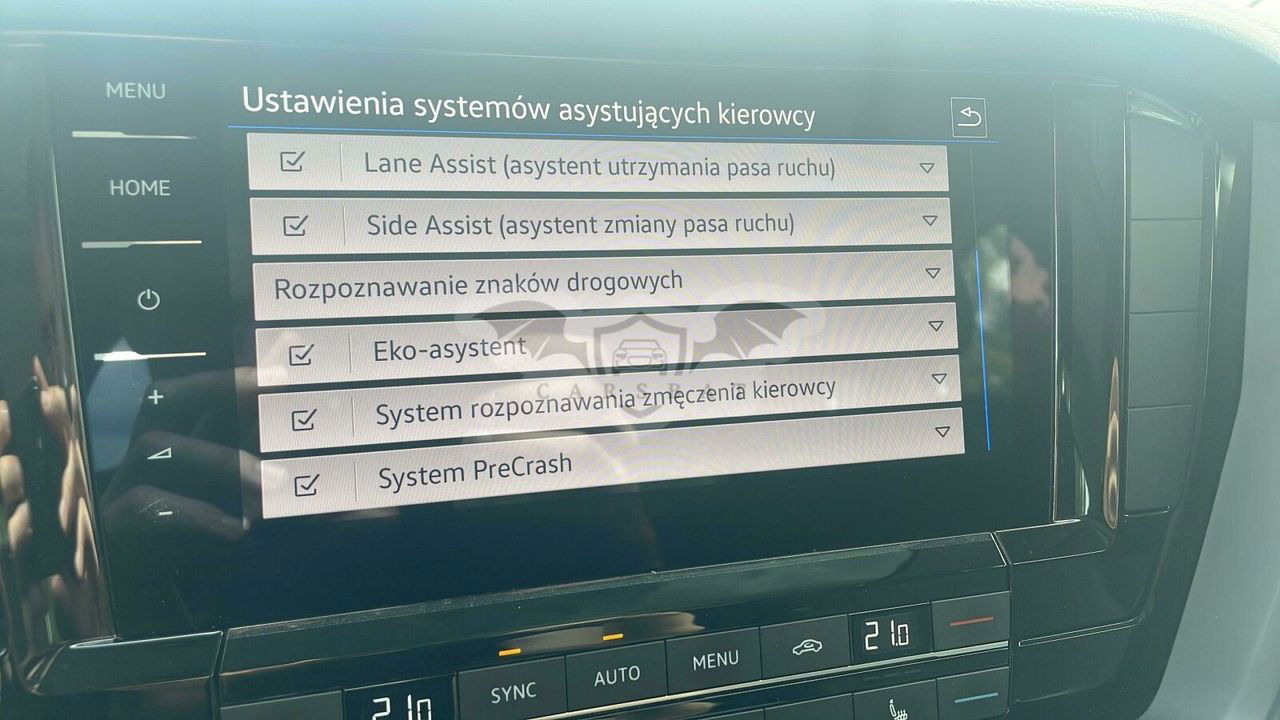 MENU
HOME
Ustawienia systemów asystujących kierowcy
Lane Assist (asystent utrzymania pasa ruchu)
Side Assist (asystent zmiany pasa ruchu)
Rozpoznawanie znaków drogowych
Eko-asystent
System rozpoznawania zmęczenia kierowcy
System PreCrash
+
-
CARSBAT
21.0
SYNC
AUTO
MENU
21.0